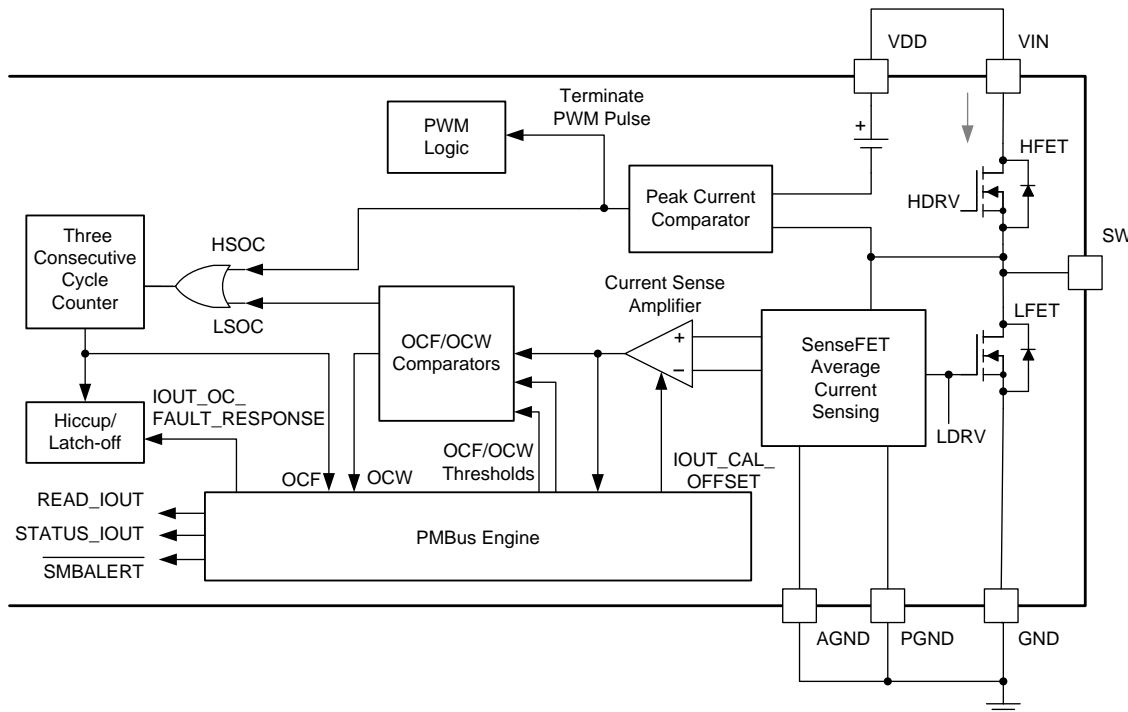 VDD
VIN
Terminate
PWM Pulse
PWM
Logic
+
HFET
Peak Current
Comparator
HDRV
Three
Consecutive
Cycle
Counter
HSOC
SW
Current Sense
Amplifier
LSOC
LFET
OCF/OCW
Comparators
+
−
SenseFET
Average
Current
Sensing
IOUT_OC_
FAULT_RESPONSE
Hiccup/
Latch-off
LDRV
OCF/OCW
Thresholds
IOUT_CAL_
OFFSET
OCF
OCW
READ_IOUT
STATUS_IOUT
SMBALERT
PMBus Engine
AGND
PGND
GND